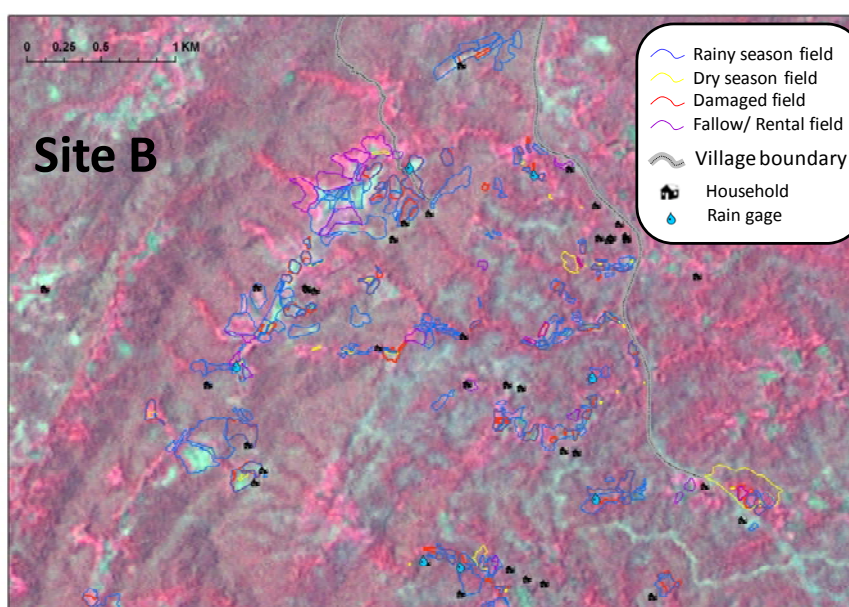 0 0.25 0.5 1 KM
Site B
Rainy season field
Dry season field
Damaged field
Fallow/ Rental field
Village boundary
Household
Rain gage